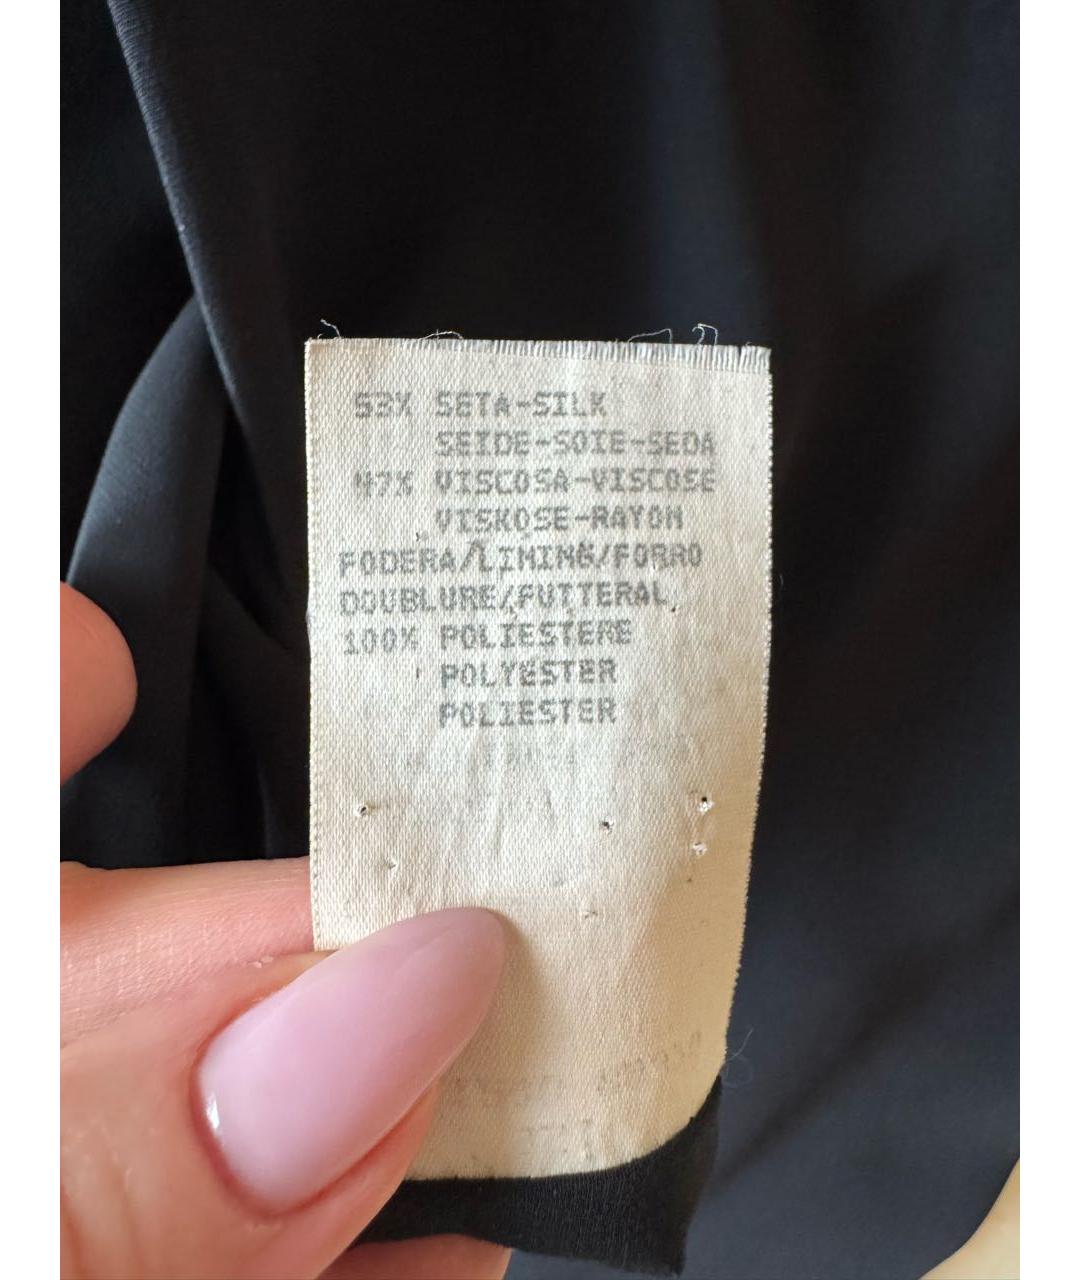 53% SETA-SILK
SEIDE-SOIE-SEDA
47% VISCOSA-VISCOSE
VISKOSE-RAYON
FODERA/LINING/FORRO
DOUBLURE/FUTTERAL
100% POLIESTERE
POLYESTER
POLIESTER